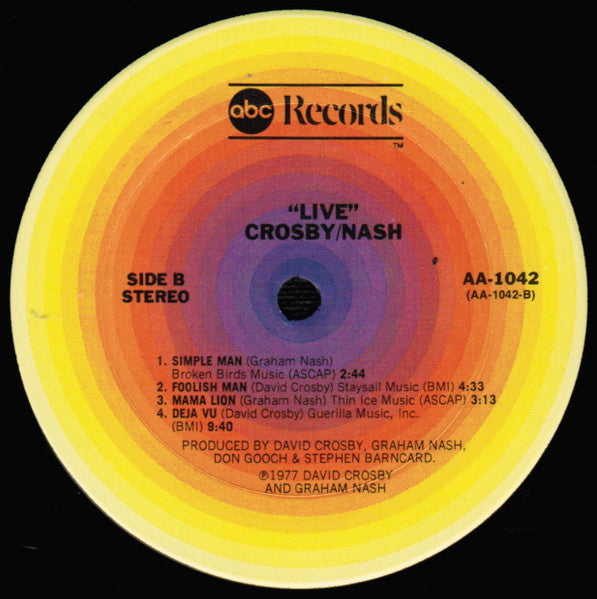 abc Records
TM
"LIVE"
CROSBY/NASH
SIDE B
STEREO
AA-1042
(AA-1042-B)
1. SIMPLE MAN (Graham Nash)
Broken Birds Music (ASCAP) 2:44
2. FOOLISH MAN (David Crosby) Staysail Music (BMI) 4:33
3. MAMA LION (Graham Nash) Thin Ice Music (ASCAP) 3:13
4. DEJA VU (David Crosby) Guerilla Music, Inc.
(BMI) 9:40
PRODUCED BY DAVID CROSBY, GRAHAM NASH,
DON GOOCH & STEPHEN BARNCARD.
℗1977 DAVID CROSBY
AND GRAHAM NASH